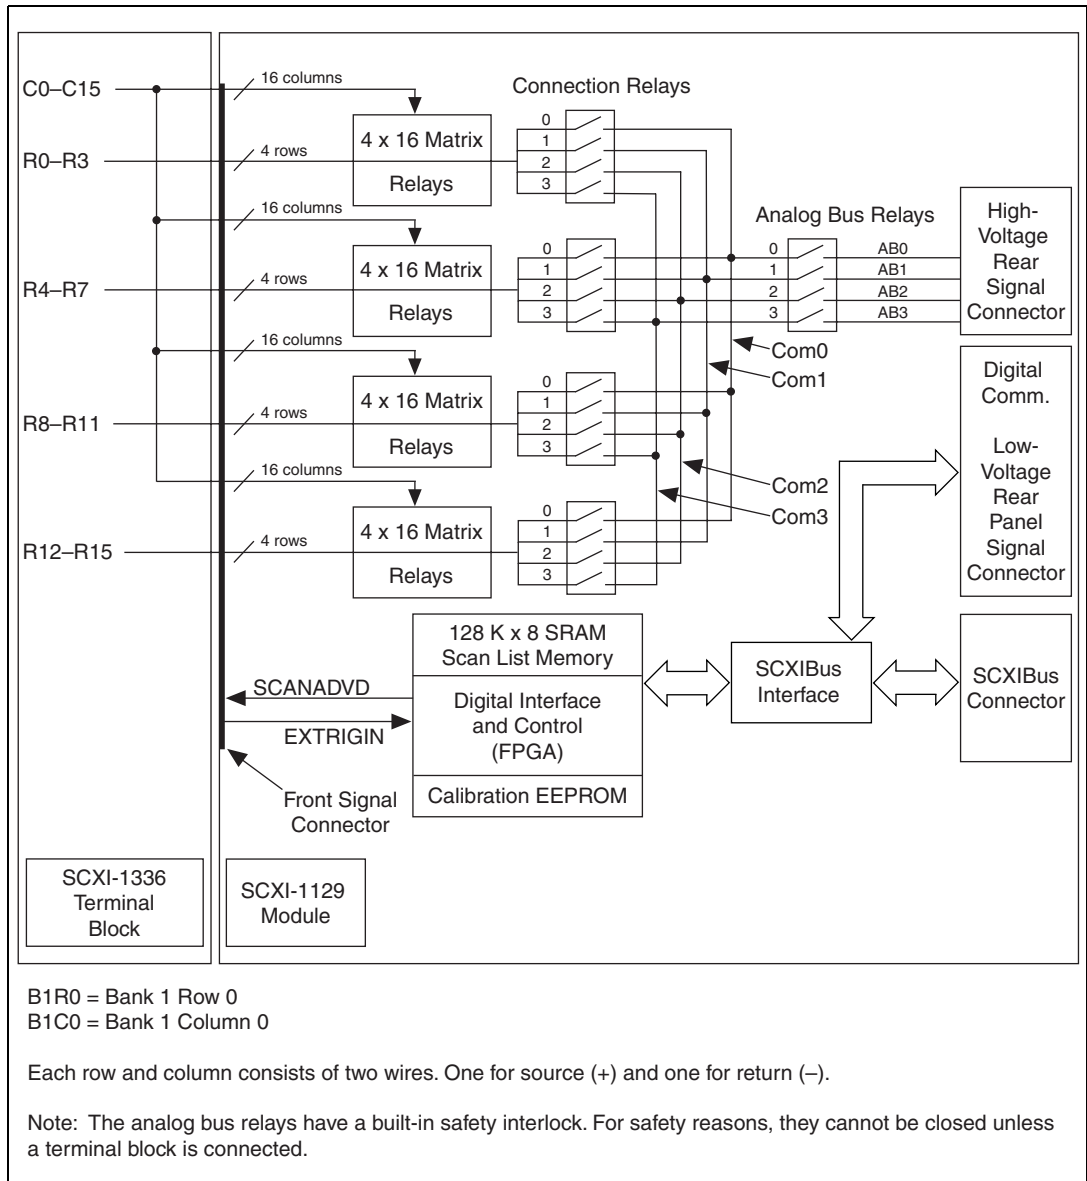 C0–C15
16 columns
Connection Relays
4 x 16 Matrix
Relays
R0–R3
4 rows
0
1
2
3
16 columns
Analog Bus Relays
4 x 16 Matrix
Relays
R4–R7
4 rows
0
1
2
3
0
1
2
3
AB0
AB1
AB2
AB3
High-
Voltage
Rear
Signal
Connector
Com0
Com1
16 columns
4 x 16 Matrix
Relays
R8–R11
4 rows
0
1
2
3
Com2
Com3
Digital
Comm.
Low-
Voltage
Rear
Panel
Signal
Connector
16 columns
4 x 16 Matrix
Relays
R12–R15
4 rows
0
1
2
3
128 K x 8 SRAM
Scan List Memory
Digital Interface
and Control
(FPGA)
Calibration EEPROM
SCANADVD
EXTRIGIN
SCXIBus
Interface
SCXIBus
Connector
Front Signal
Connector
SCXI-1336
Terminal
Block
SCXI-1129
Module
B1R0 = Bank 1 Row 0
B1C0 = Bank 1 Column 0
Each row and column consists of two wires. One for source (+) and one for return (–).
Note: The analog bus relays have a built-in safety interlock. For safety reasons, they cannot be closed unless
a terminal block is connected.